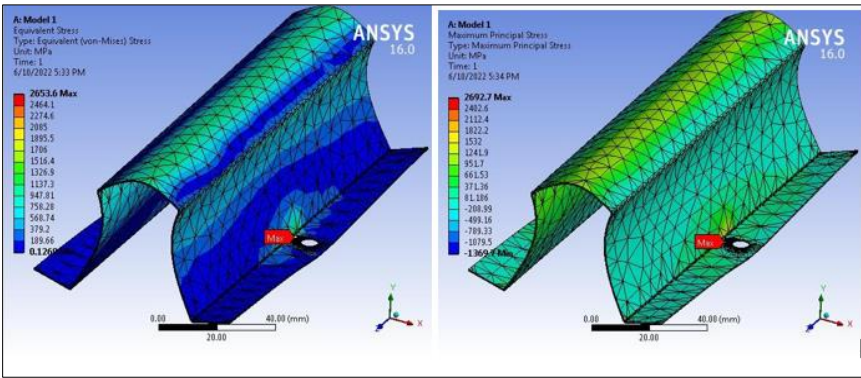 A: Model 1
Equivalent Stress
Type: Equivalent (von-Mises) Stress
Unit: MPa
Time: 1
6/18/2022 5:33 PM
ANSYS
16.0
2653.6 Max
2464.1
2274.6
2085
1895.5
1706
1516.4
1326.9
1137.3
947.81
758.28
568.74
379.2
189.66
Max
0.00
40.00 (mm)
20.00
Y
X
Z
A: Model 1
Maximum Principal Stress
Type: Maximum Principal Stress
Unit: MPa
Time: 1
6/18/2022 5:34 PM
ANSYS
16.0
2692.7 Max
2402.6
2112.4
1822.2
1532
1241.9
951.7
661.53
371.36
81.186
-208.99
-499.16
-789.33
-1079.5
-1369.7 Min
Max
0.00
40.00 (mm)
20.00
Y
X
Z